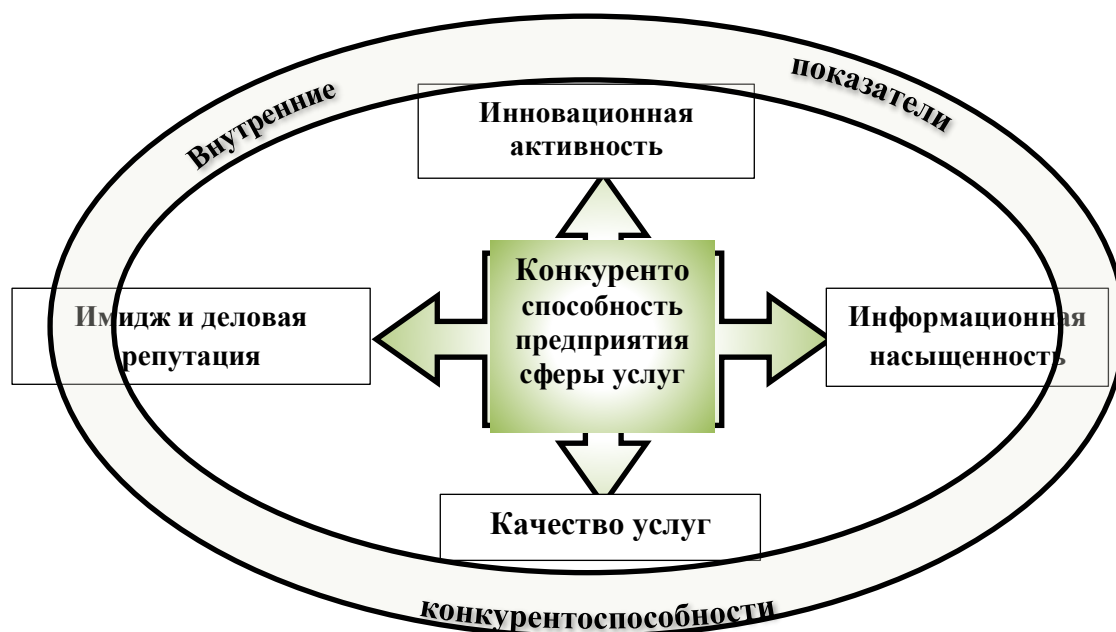 Внутренние
показатели
Инновационная
активность
Имидж и деловая
репутация
Конкуренто
способность
предприятия
сферы услуг
Информационная
насыщенность
Качество услуг
конкурентоспособности